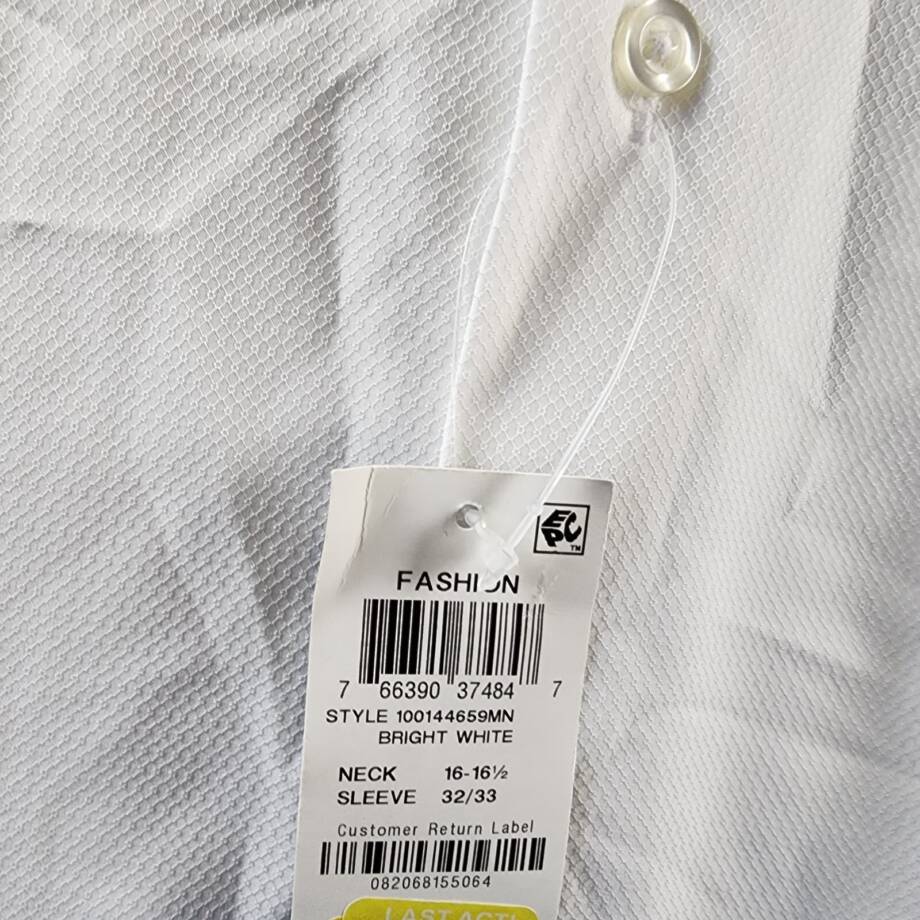 EPC™
FASHION
7 66390 37484 7
STYLE 100144659MN
BRIGHT WHITE
NECK 16-16½
SLEEVE 32/33
Customer Return Label
082068155064
LAST ACT!